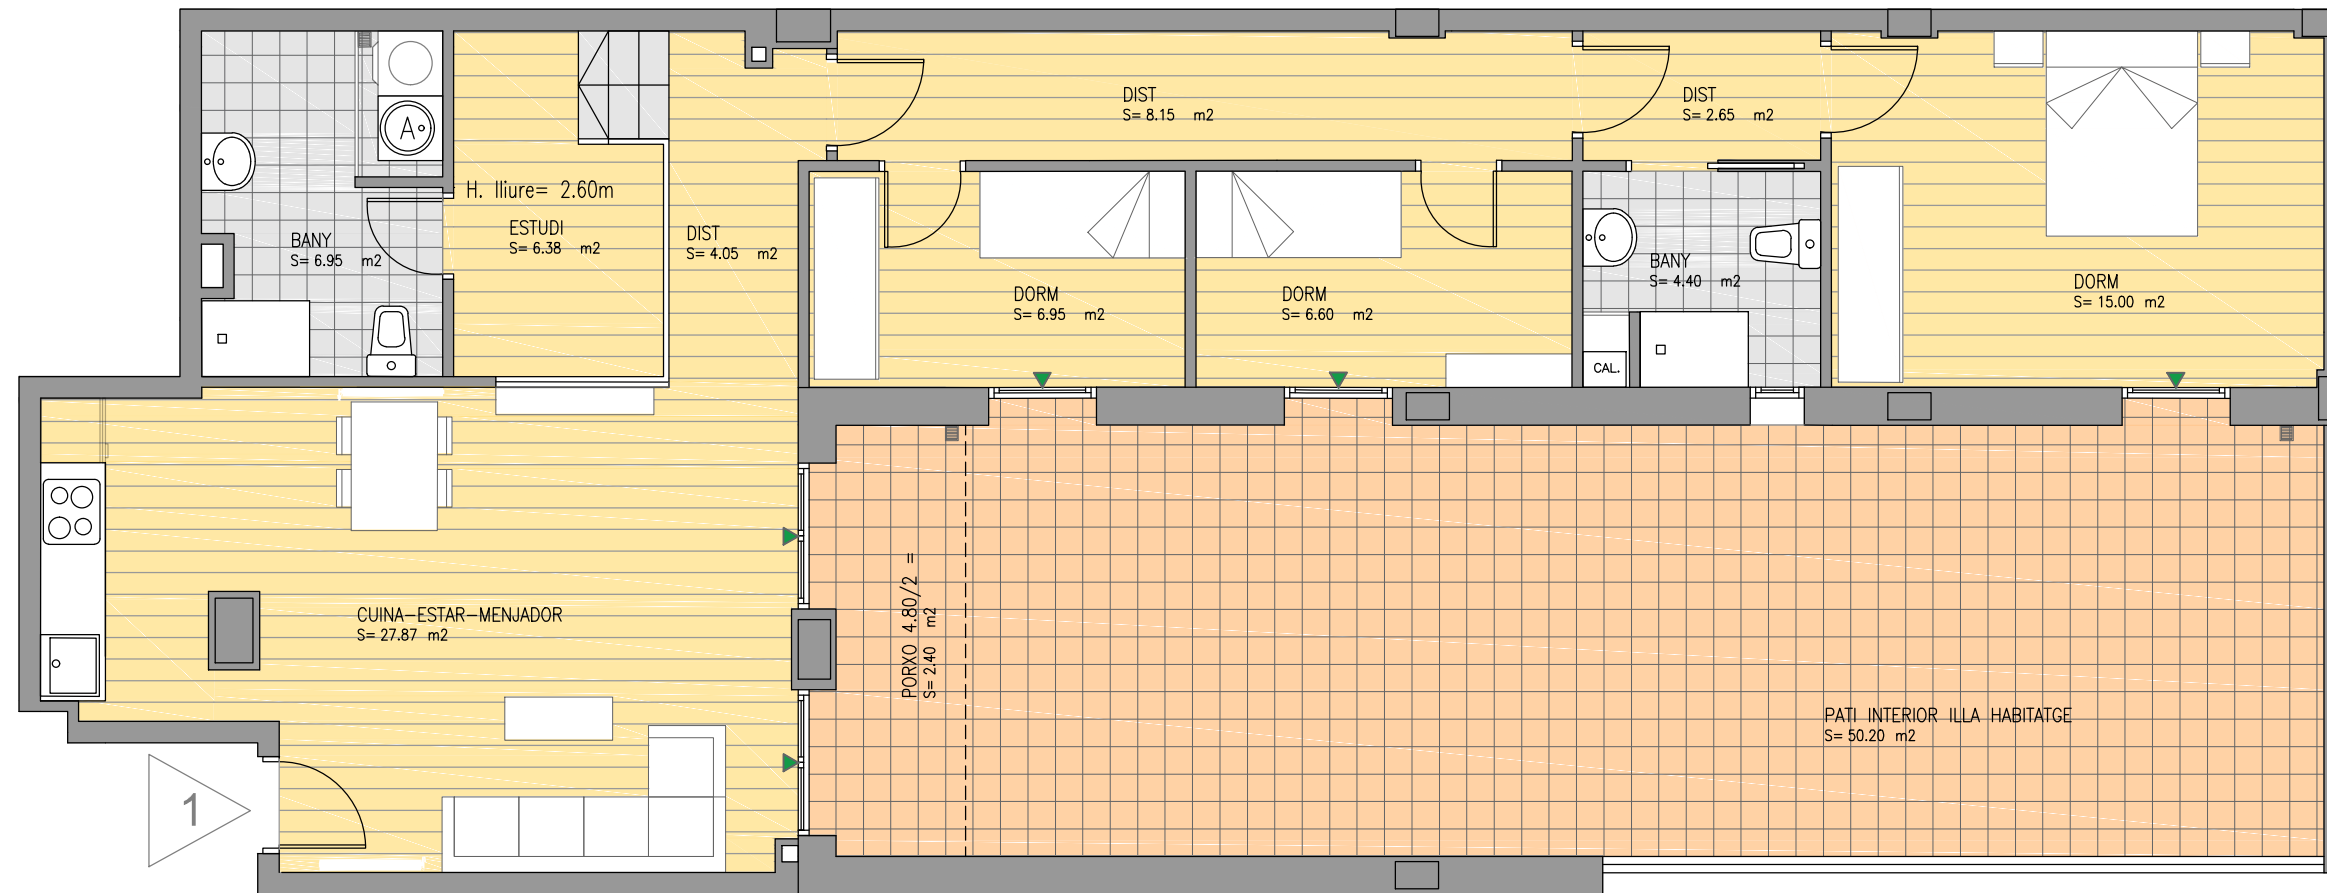 DIST
S= 8.15 m2
DIST
S= 2.65 m2
A
H. lliure= 2.60m
ESTUDI
S= 6.38 m2
BANY
S= 6.95 m2
DIST
S= 4.05 m2
DORM
S= 6.95 m2
DORM
S= 6.60 m2
BANY
S= 4.40 m2
CAL.
DORM
S= 15.00 m2
CUINA-ESTAR-MENJADOR
S= 27.87 m2
PORXO 4.80/2 =
S= 2.40 m2
PATI INTERIOR ILLA HABITATGE
S= 50.20 m2
1